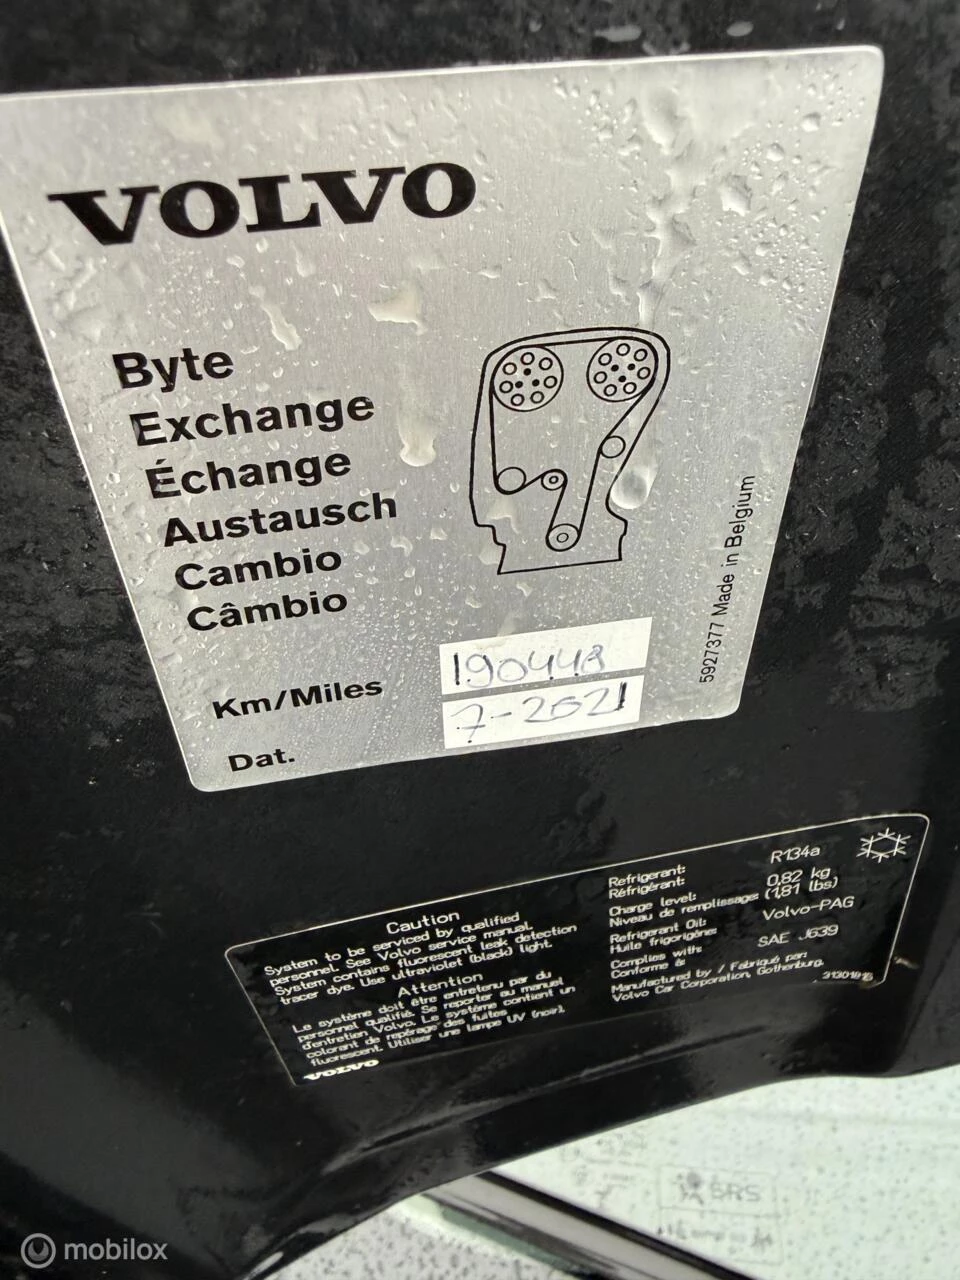 VOLVO
Byte
Exchange
Échange
Austausch
Cambio
Câmbio
Km/Miles 190448
Dat. 7-2021
5927377 Made in Belgium
Caution
System to be serviced by qualified
personnel. See Volvo service manual.
System contains fluorescent leak detection
tracer dye. Use ultraviolet (black) light.
Attention
Le système doit être entretenu par du
personnel qualifié. Se reporter au manuel
d'entretien Volvo. Le système contient un
colorant de repérage des fuites
fluorescent. Utiliser une lampe UV (noir).
VOLVO
Refrigerant: R134a
Réfrigérant:
Charge level: 0,82 kg
Niveau de remplissage: (1,81 lbs)
Refrigerant Oil: Volvo-PAG
Huile frigorigène:
Complies with: SAE J639
Conforme à:
Manufactured by / Fabriqué par:
Volvo Car Corporation, Gothenburg.
SRS
mobilox